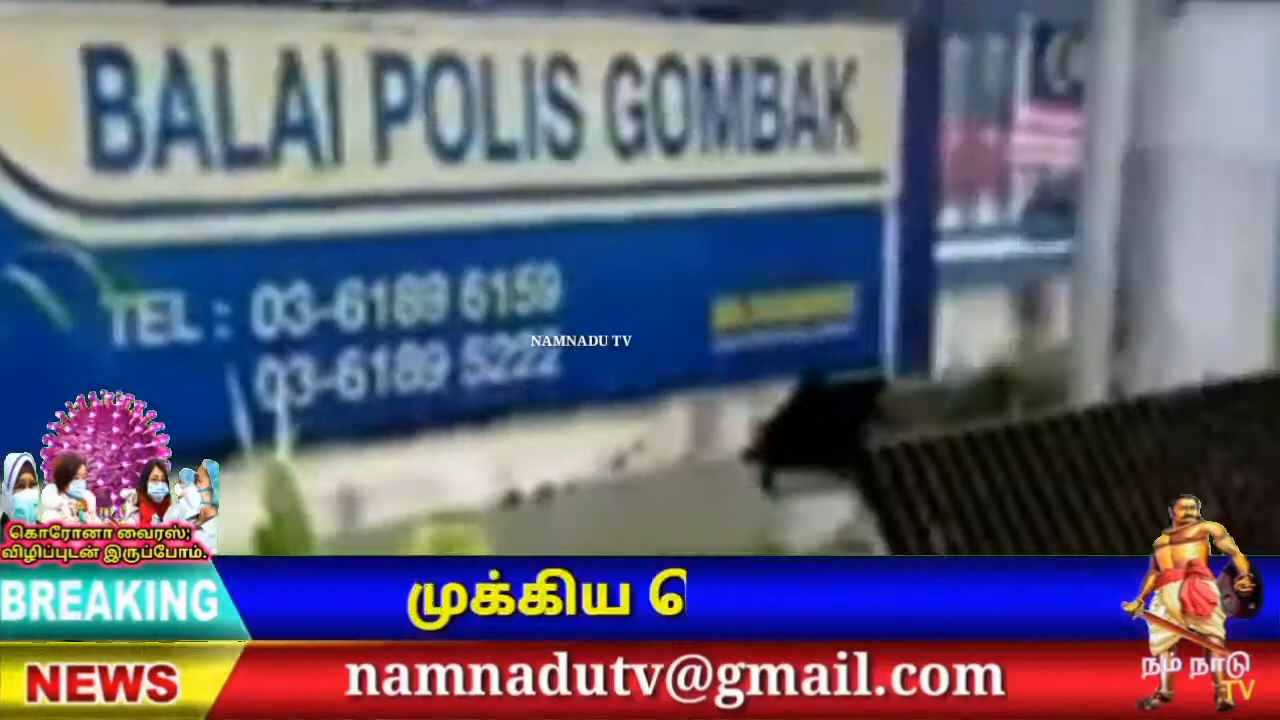 BALAI POLIS GOMBAK
TEL : 03-6189 6159
03-6189 5222
NAMNADU TV
கொரோனா வைரஸ்;
விழிப்புடன் இருப்போம்.
BREAKING
முக்கிய
NEWS
namnadutv@gmail.com
நம் நாடு
TV